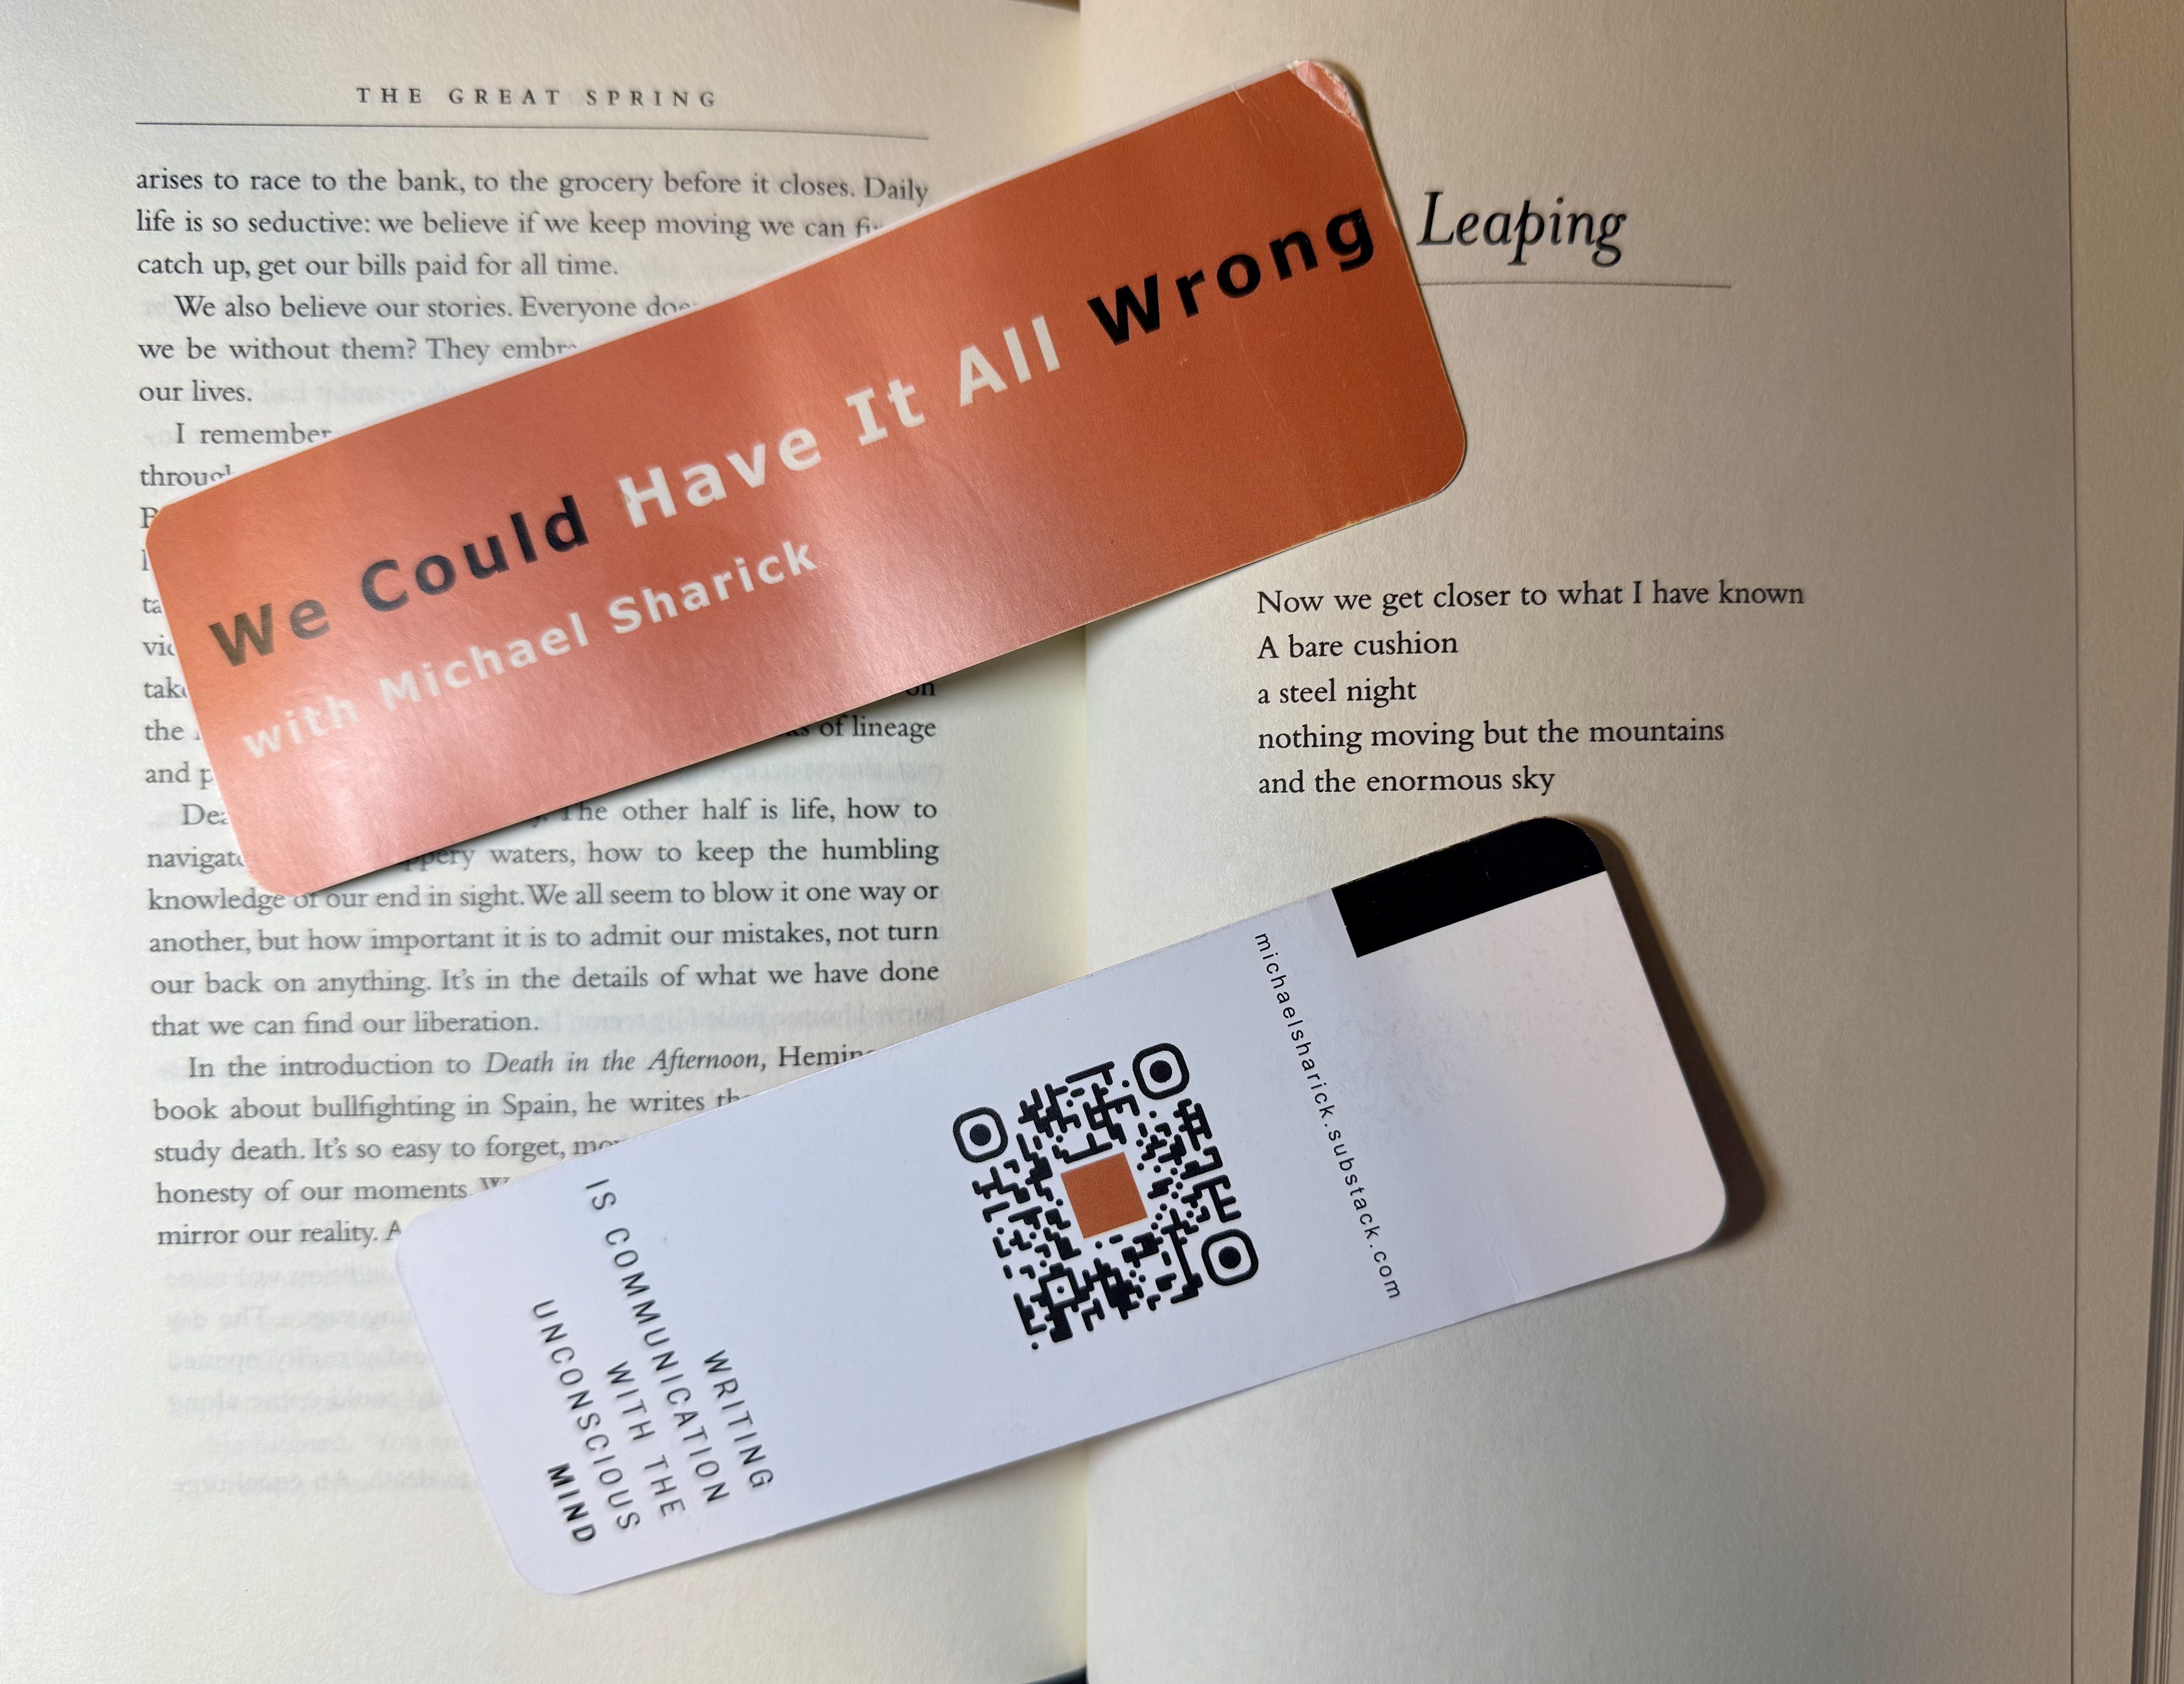 THE GREAT SPRING
arises to race to the bank, to the grocery before it closes. Daily
life is so seductive: we believe if we keep moving we can
catch up, get our bills paid for all time.
We also believe our stories. Everyone
we be without them? They
our lives.
I remember
the
and
of lineage
The other half is life, how to
waters, how to keep the humbling
knowledge of our end in sight. We all seem to blow it one way or
another, but how important it is to admit our mistakes, not turn
our back on anything. It's in the details of what we have done
that we can find our liberation.
In the introduction to Death in the Afternoon,
book about bullfighting in Spain, he writes
study death. It's so easy to forget,
honesty of our moments.
mirror our reality.
We Could Have It All Wrong
with Michael Sharick
Leaping
Now we get closer to what I have known
A bare cushion
a steel night
nothing moving but the mountains
and the enormous sky
michaelsharick.substack.com
WRITING
IS COMMUNICATION
WITH THE
UNCONSCIOUS
MIND